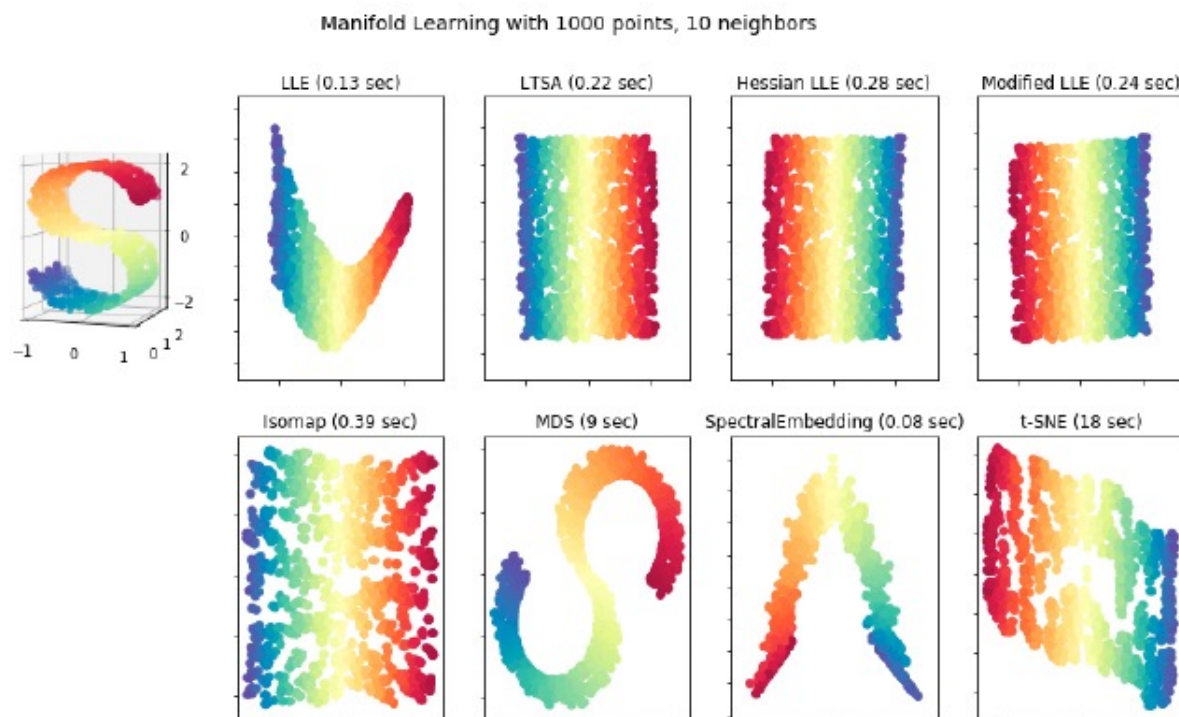 Manifold Learning with 1000 points, 10 neighbors
LLE (0.13 sec)
LTSA (0.22 sec)
Hessian LLE (0.28 sec)
Modified LLE (0.24 sec)
2
0
−2
−1 0 1 0 1 2
Isomap (0.39 sec)
MDS (9 sec)
SpectralEmbedding (0.08 sec)
t-SNE (18 sec)